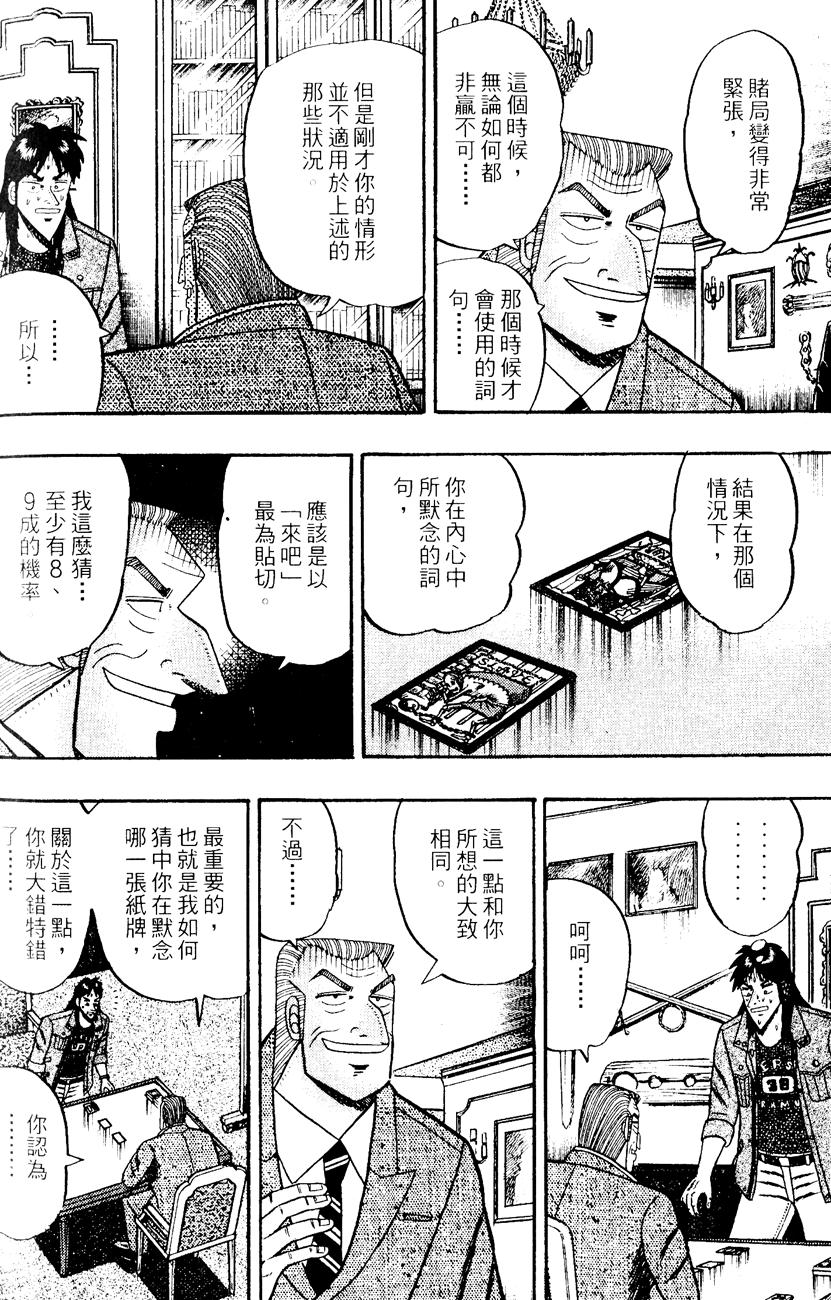 賭局變得非常
緊張，
這個時候，
無論如何都
非贏不可……
那個時候才
會使用的詞
句……
但是剛才你的情形
並不適用於上述的
那些狀況。
……
所以…
結果在那個
情況下，
你在內心中
所默念的詞
句，
應該是以
「來吧」
最為貼切。
我這麼猜…
至少有8、
9成的機率
………
呵呵……
這一點和你
所想的大致
相同。
不過……
最重要的，
也就是我如何
猜中你在默念
哪一張紙牌，
關於這一點，
你就大錯特錯
了……
你認為
………